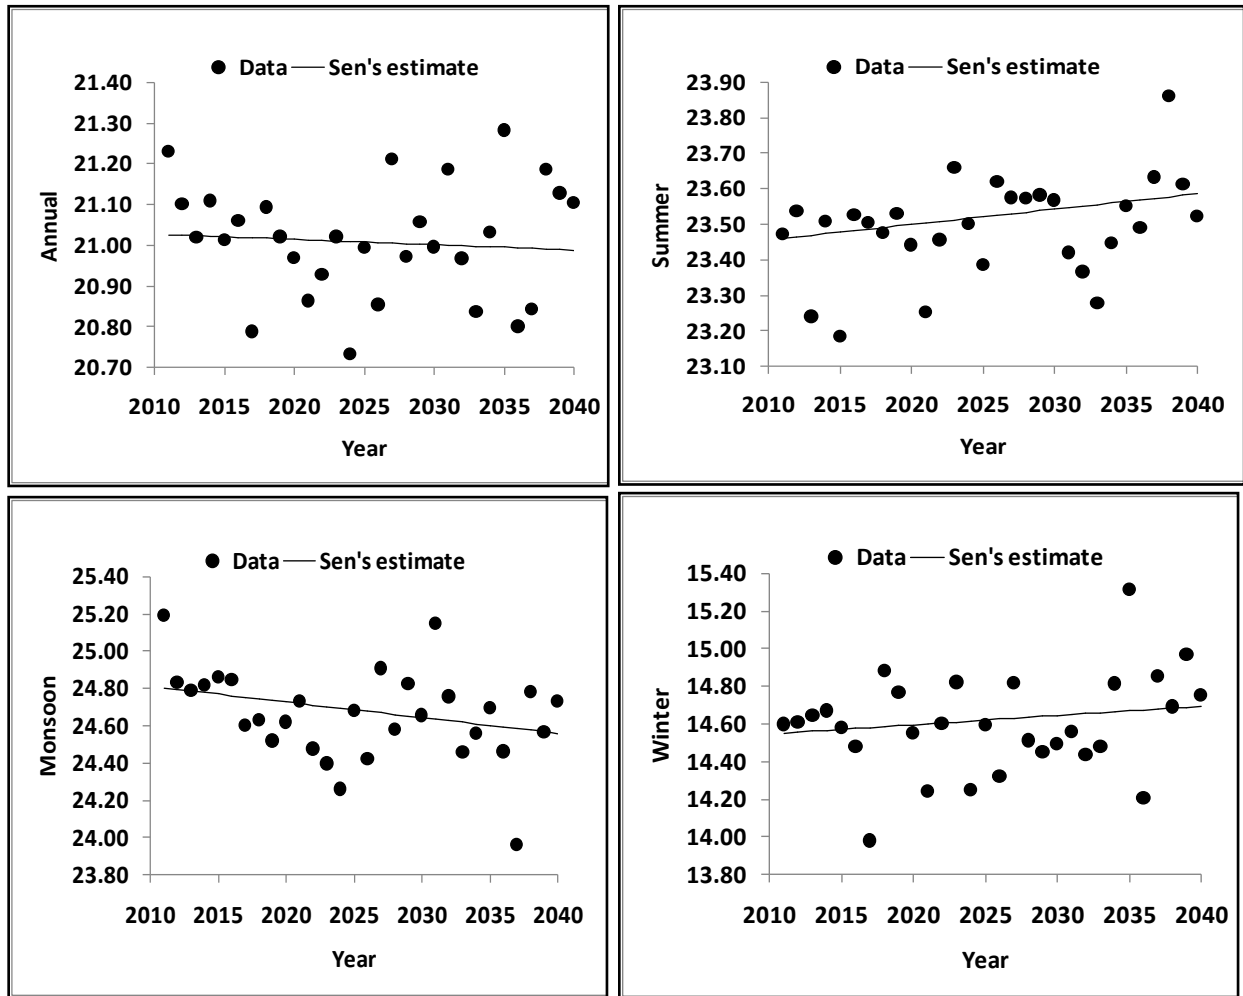 Data Sen's estimate
Annual
21.40
21.30
21.20
21.10
21.00
20.90
20.80
20.70
2010 2015 2020 2025 2030 2035 2040
Year
Data Sen's estimate
Summer
23.90
23.80
23.70
23.60
23.50
23.40
23.30
23.20
23.10
2010 2015 2020 2025 2030 2035 2040
Year
Data Sen's estimate
Monsoon
25.40
25.20
25.00
24.80
24.60
24.40
24.20
24.00
23.80
2010 2015 2020 2025 2030 2035 2040
Year
Data Sen's estimate
Winter
15.40
15.20
15.00
14.80
14.60
14.40
14.20
14.00
13.80
2010 2015 2020 2025 2030 2035 2040
Year